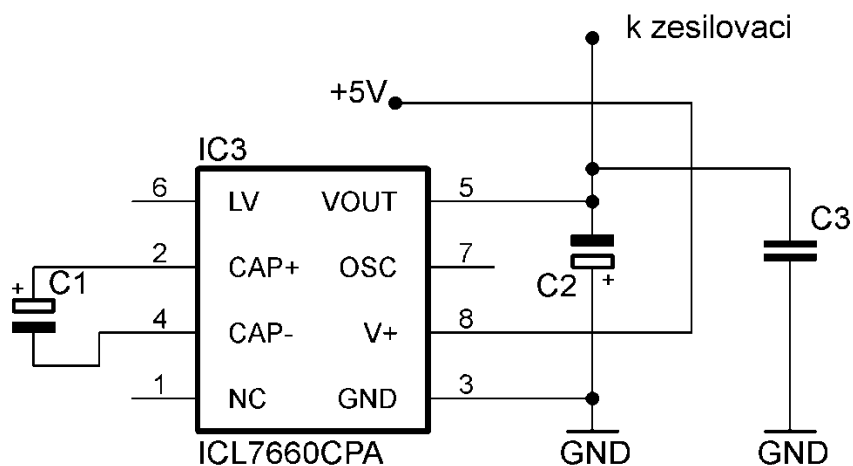 k zesilovaci
+5V
IC3
6 LV VOUT 5
C3
2 CAP+ OSC 7
+ C1
C2 +
4 CAP- V+ 8
1 NC GND 3
ICL7660CPA
GND
GND